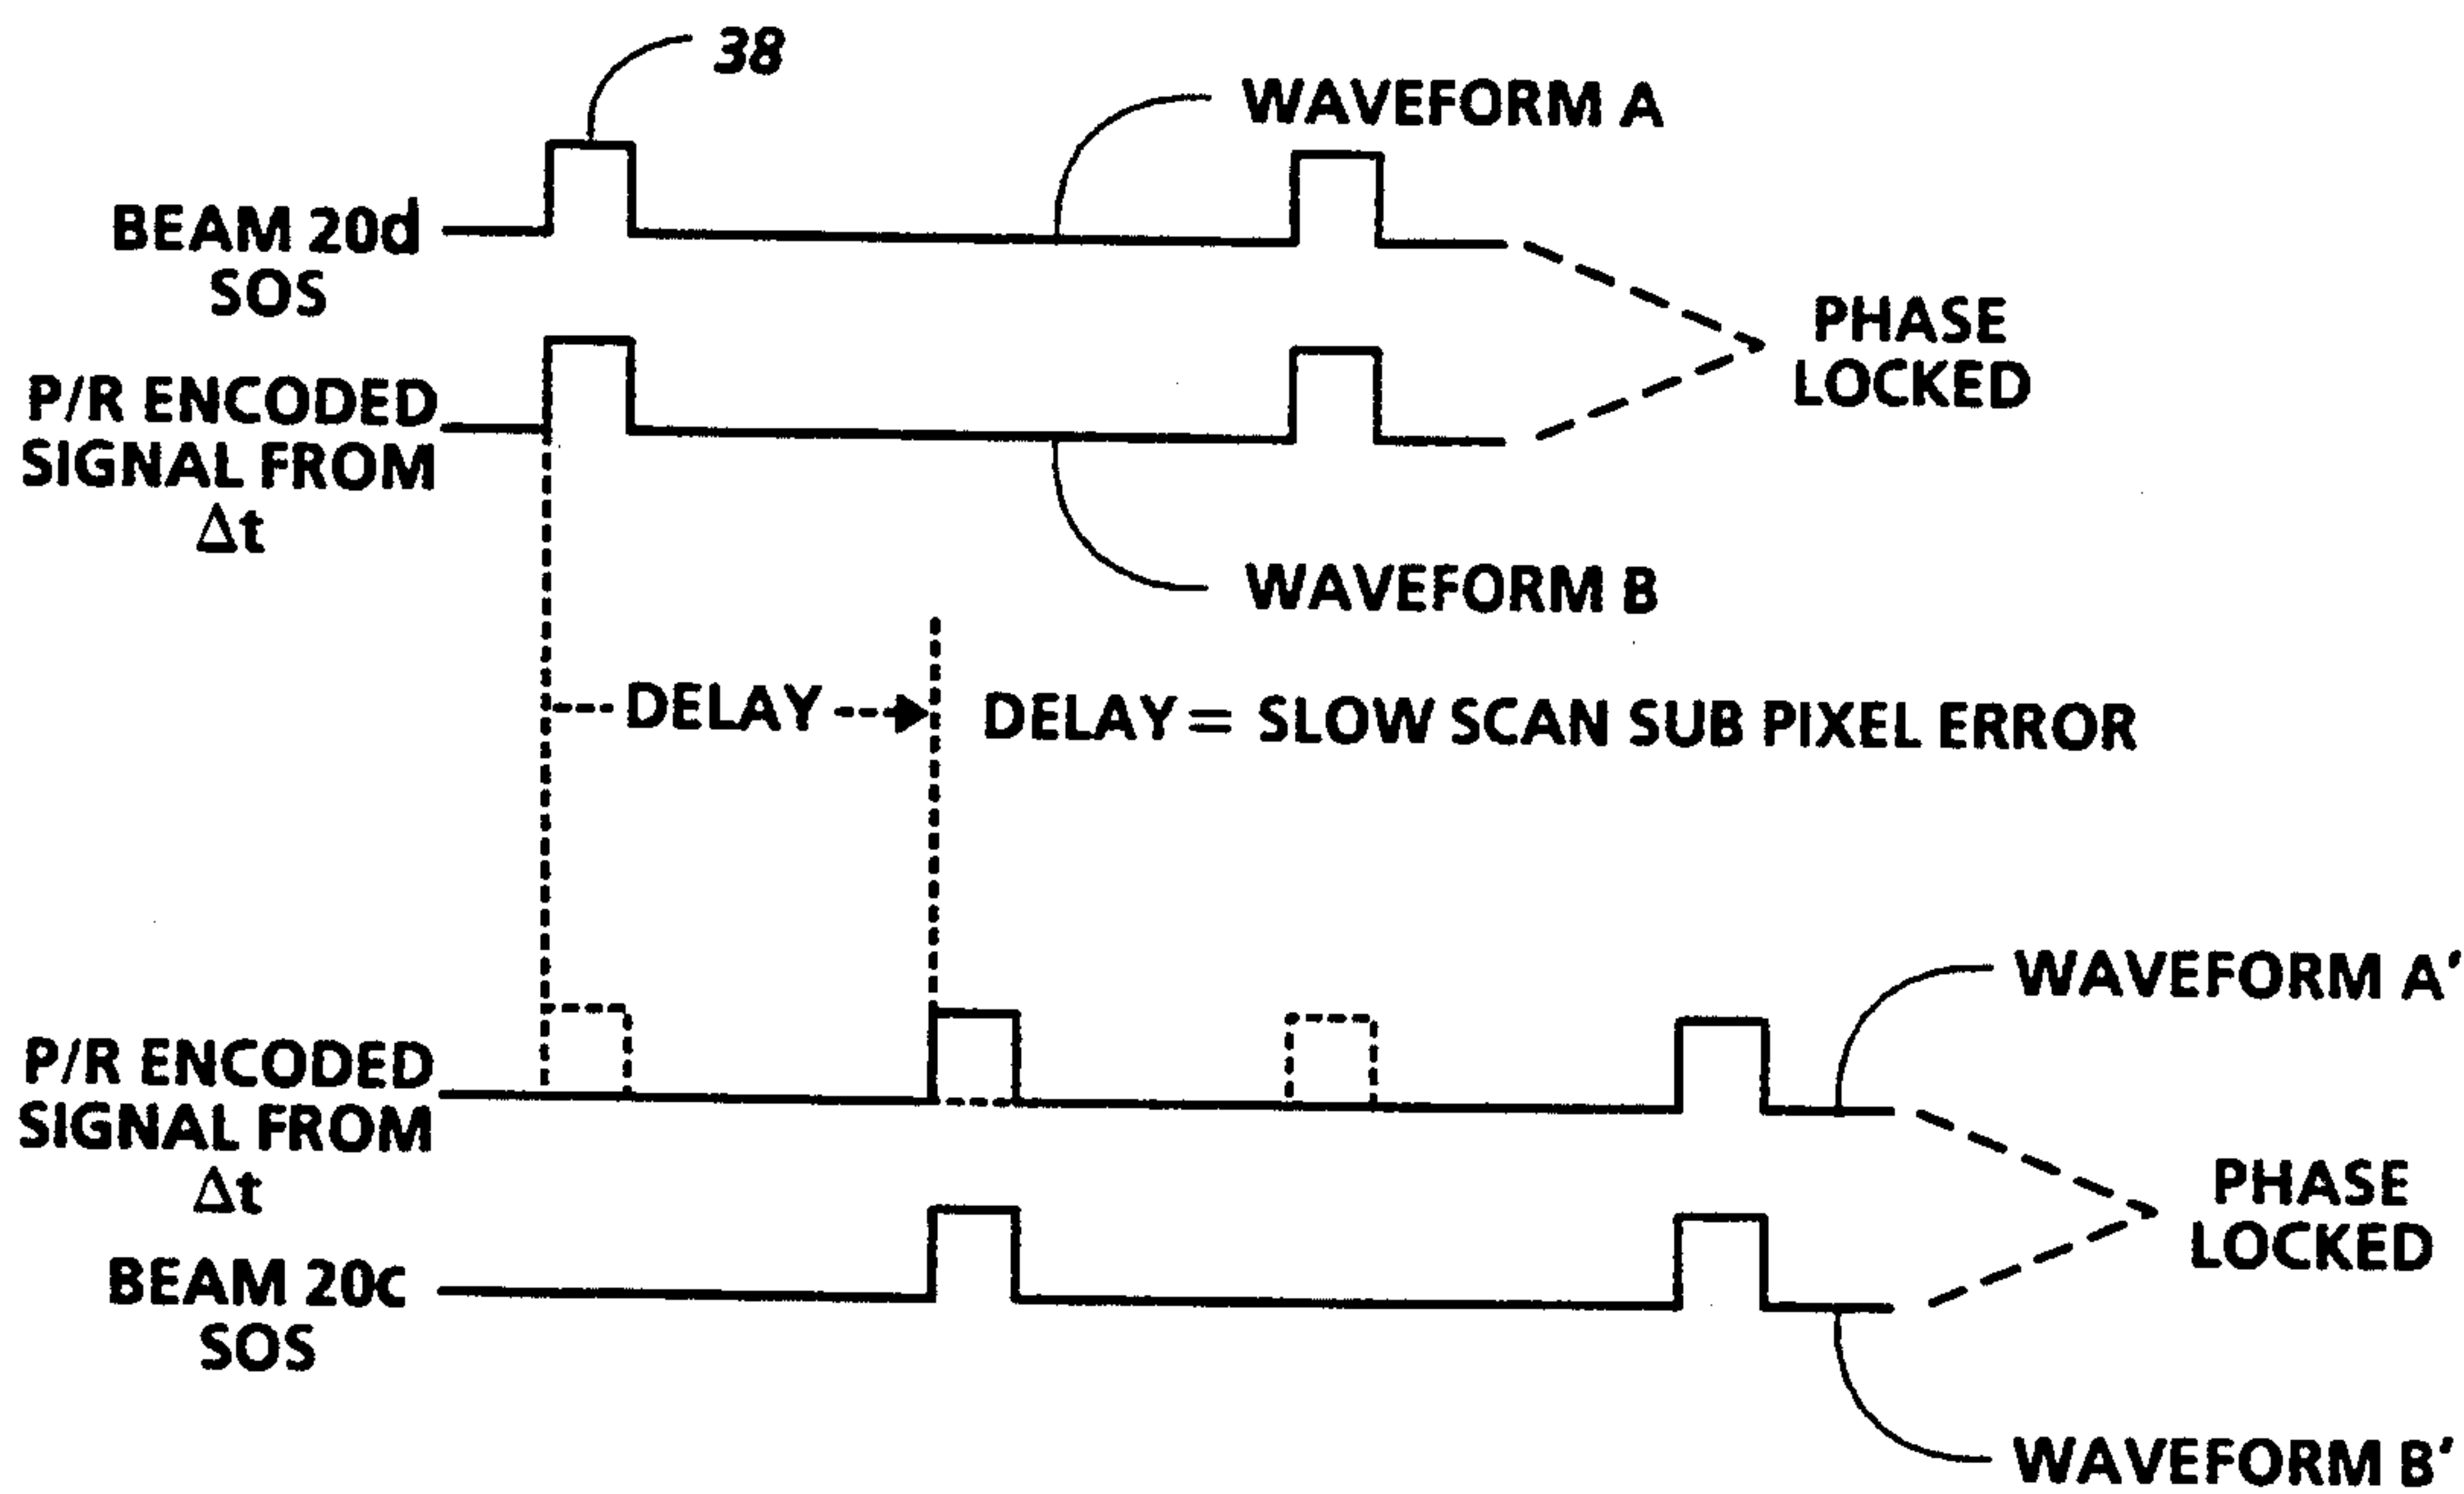 38
WAVEFORM A
BEAM 20d
SOS
PHASE
LOCKED
P/R ENCODED
SIGNAL FROM
Δt
WAVEFORM B
DELAY
DELAY = SLOW SCAN SUB PIXEL ERROR
WAVEFORM A'
P/R ENCODED
SIGNAL FROM
Δt
PHASE
LOCKED
BEAM 20c
SOS
WAVEFORM B'